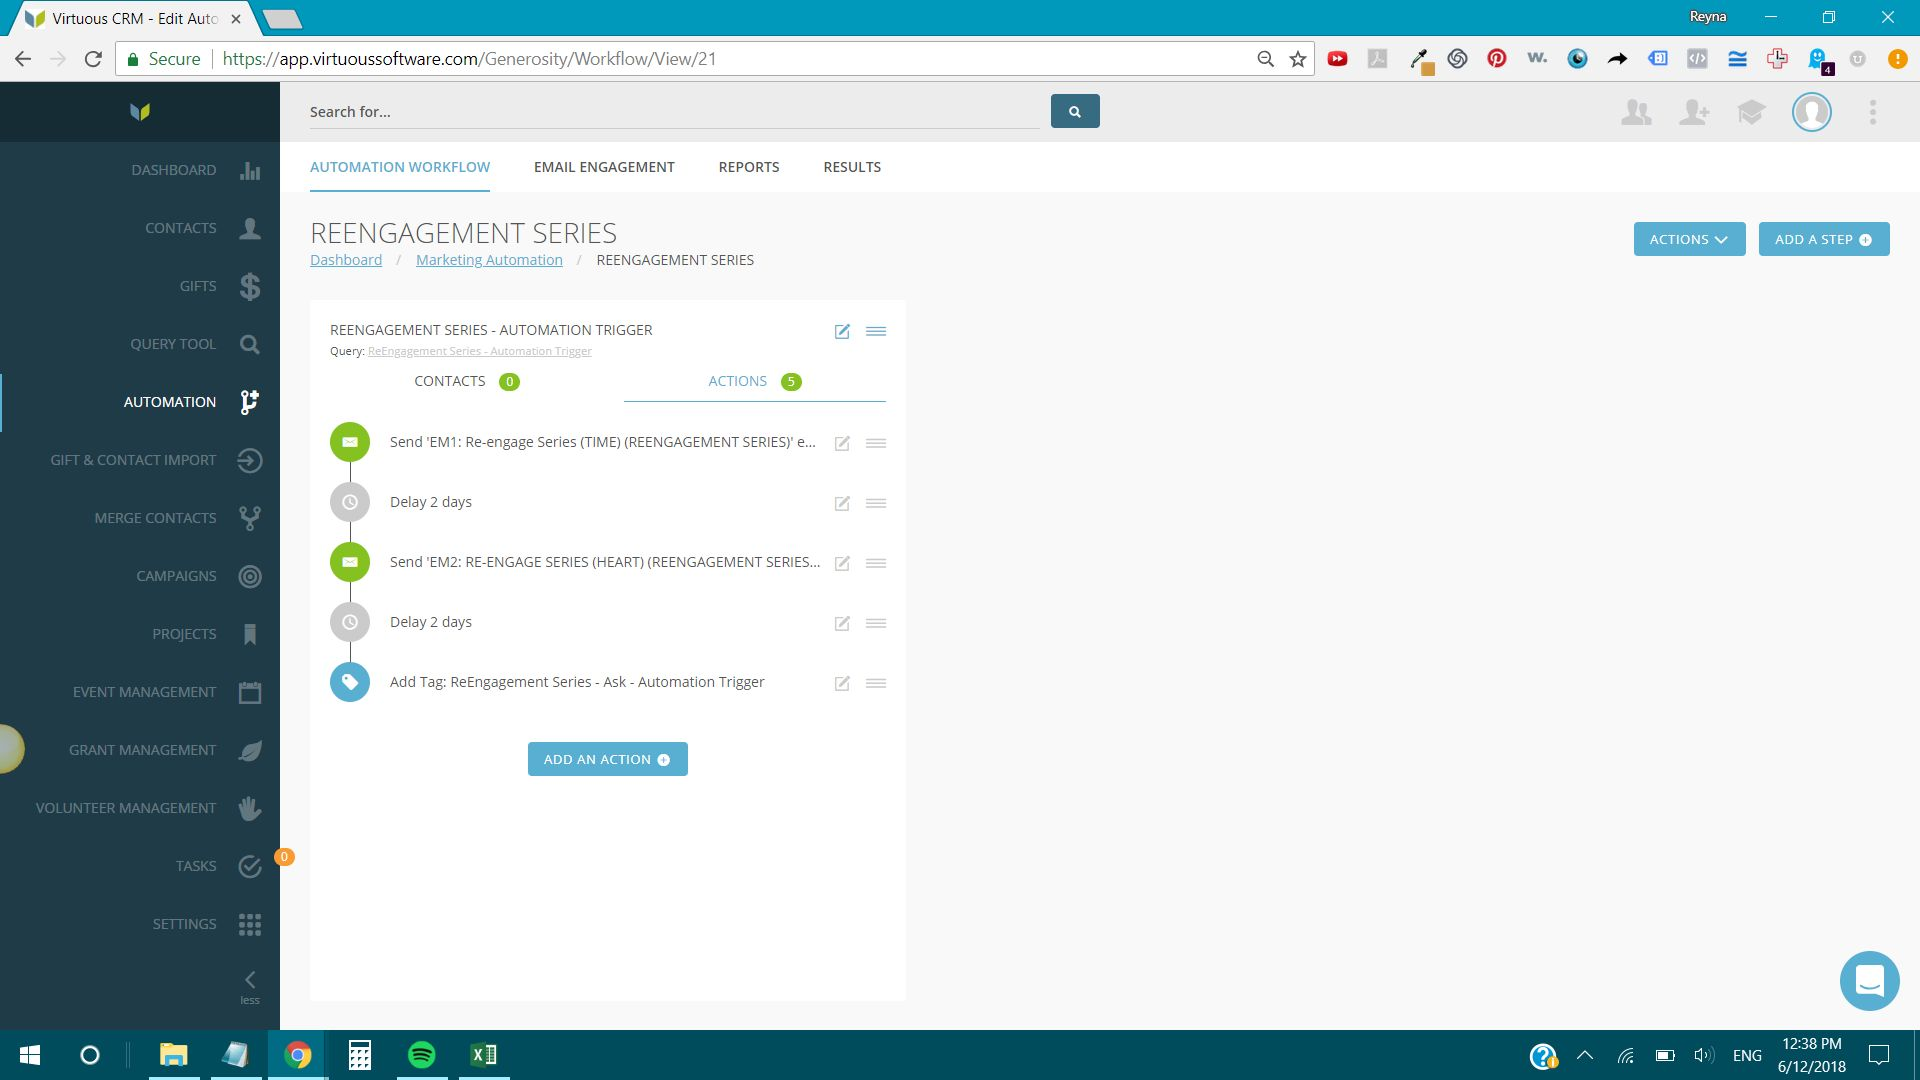 Virtuous CRM - Edit Auto
Reyna
Secure
https://app.virtuoussoftware.com/Generosity/Workflow/View/21
4
Search for...
DASHBOARD
CONTACTS
GIFTS
QUERY TOOL
AUTOMATION
GIFT & CONTACT IMPORT
MERGE CONTACTS
CAMPAIGNS
PROJECTS
EVENT MANAGEMENT
GRANT MANAGEMENT
VOLUNTEER MANAGEMENT
TASKS
0
SETTINGS
less
AUTOMATION WORKFLOW
EMAIL ENGAGEMENT
REPORTS
RESULTS
REENGAGEMENT SERIES
Dashboard / Marketing Automation / REENGAGEMENT SERIES
ACTIONS
ADD A STEP
REENGAGEMENT SERIES - AUTOMATION TRIGGER
Query: ReEngagement Series - Automation Trigger
CONTACTS 0
ACTIONS 5
Send 'EM1: Re-engage Series (TIME) (REENGAGEMENT SERIES)' e...
Delay 2 days
Send 'EM2: RE-ENGAGE SERIES (HEART) (REENGAGEMENT SERIES...
Delay 2 days
Add Tag: ReEngagement Series - Ask - Automation Trigger
ADD AN ACTION
ENG
12:38 PM
6/12/2018